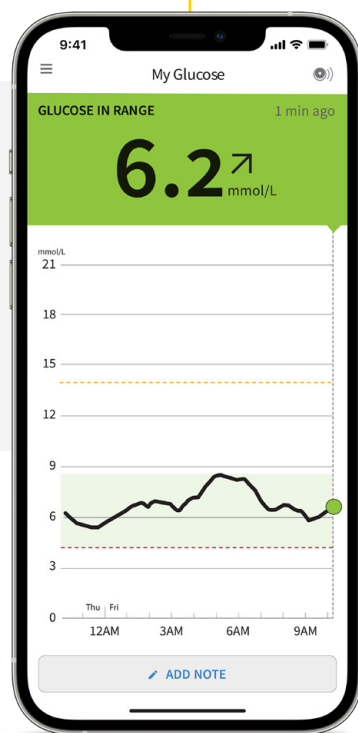 9:41
My Glucose
GLUCOSE IN RANGE 1 min ago
6.2 mmol/L
mmol/L
21
18
15
12
9
6
3
0
Thu Fri
12AM 3AM 6AM 9AM
ADD NOTE